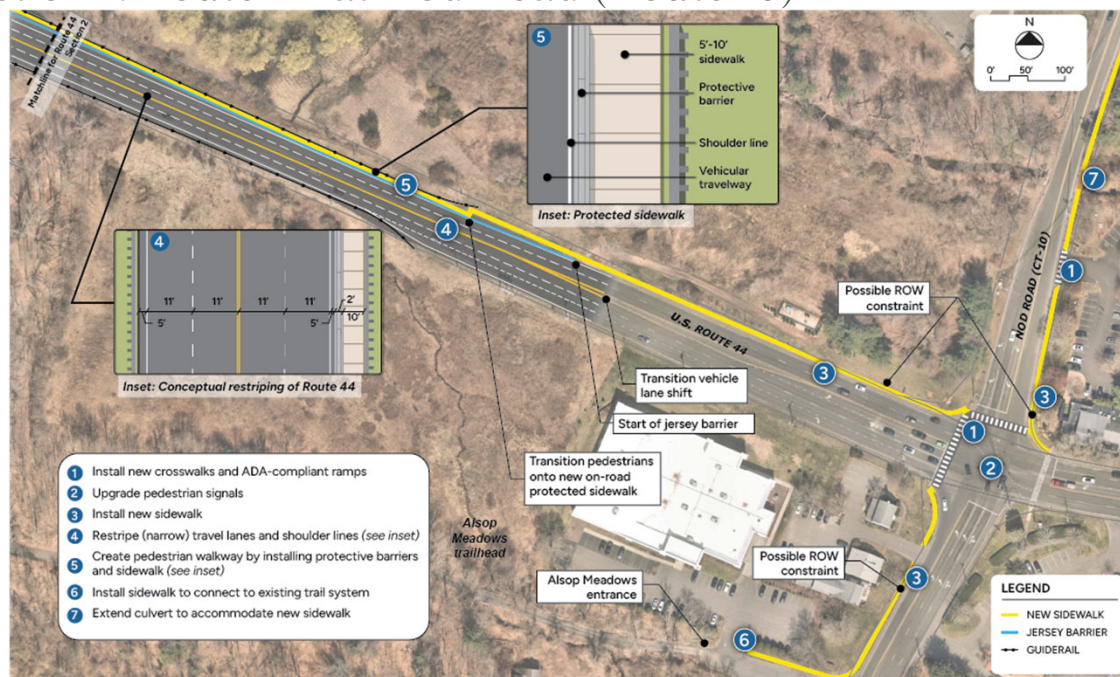 Matchline for Route 44
Section 2
5
5'-10'
sidewalk
Protective
barrier
Shoulder line
Vehicular
travelway
Inset: Protected sidewalk
N
0' 50' 100'
7
5
4
4
11' 11' 11' 11' 2'
5' 5' 10'
Inset: Conceptual restriping of Route 44
NOD ROAD (CT-10)
1
Possible ROW
constraint
U.S. ROUTE 44
3
3
Transition vehicle
lane shift
Start of jersey barrier
1
2
Transition pedestrians
onto new on-road
protected sidewalk
1 Install new crosswalks and ADA-compliant ramps
2 Upgrade pedestrian signals
3 Install new sidewalk
4 Restripe (narrow) travel lanes and shoulder lines (see inset)
5 Create pedestrian walkway by installing protective barriers
and sidewalk (see inset)
6 Install sidewalk to connect to existing trail system
7 Extend culvert to accommodate new sidewalk
Alsop
Meadows
trailhead
Possible ROW
constraint
3
Alsop Meadows
entrance
6
LEGEND
NEW SIDEWALK
JERSEY BARRIER
GUIDERAIL